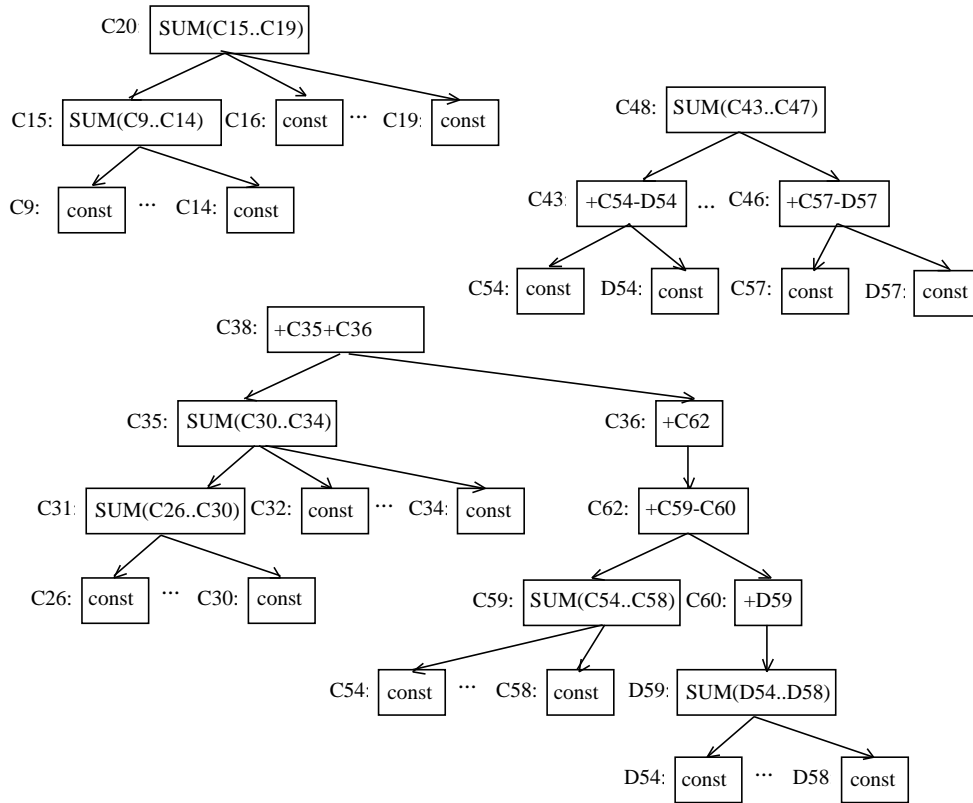 C20: SUM(C15..C19)
C15: SUM(C9..C14) C16: const ... C19: const
C9: const ... C14: const
C48: SUM(C43..C47)
C43: +C54-D54 ... C46: +C57-D57
C54: const D54: const C57: const D57: const
C38: +C35+C36
C35: SUM(C30..C34) C36: +C62
C31: SUM(C26..C30) C32: const ... C34: const C62: +C59-C60
C26: const ... C30: const C59: SUM(C54..C58) C60: +D59
C54: const ... C58: const D59: SUM(D54..D58)
D54: const ... D58 const